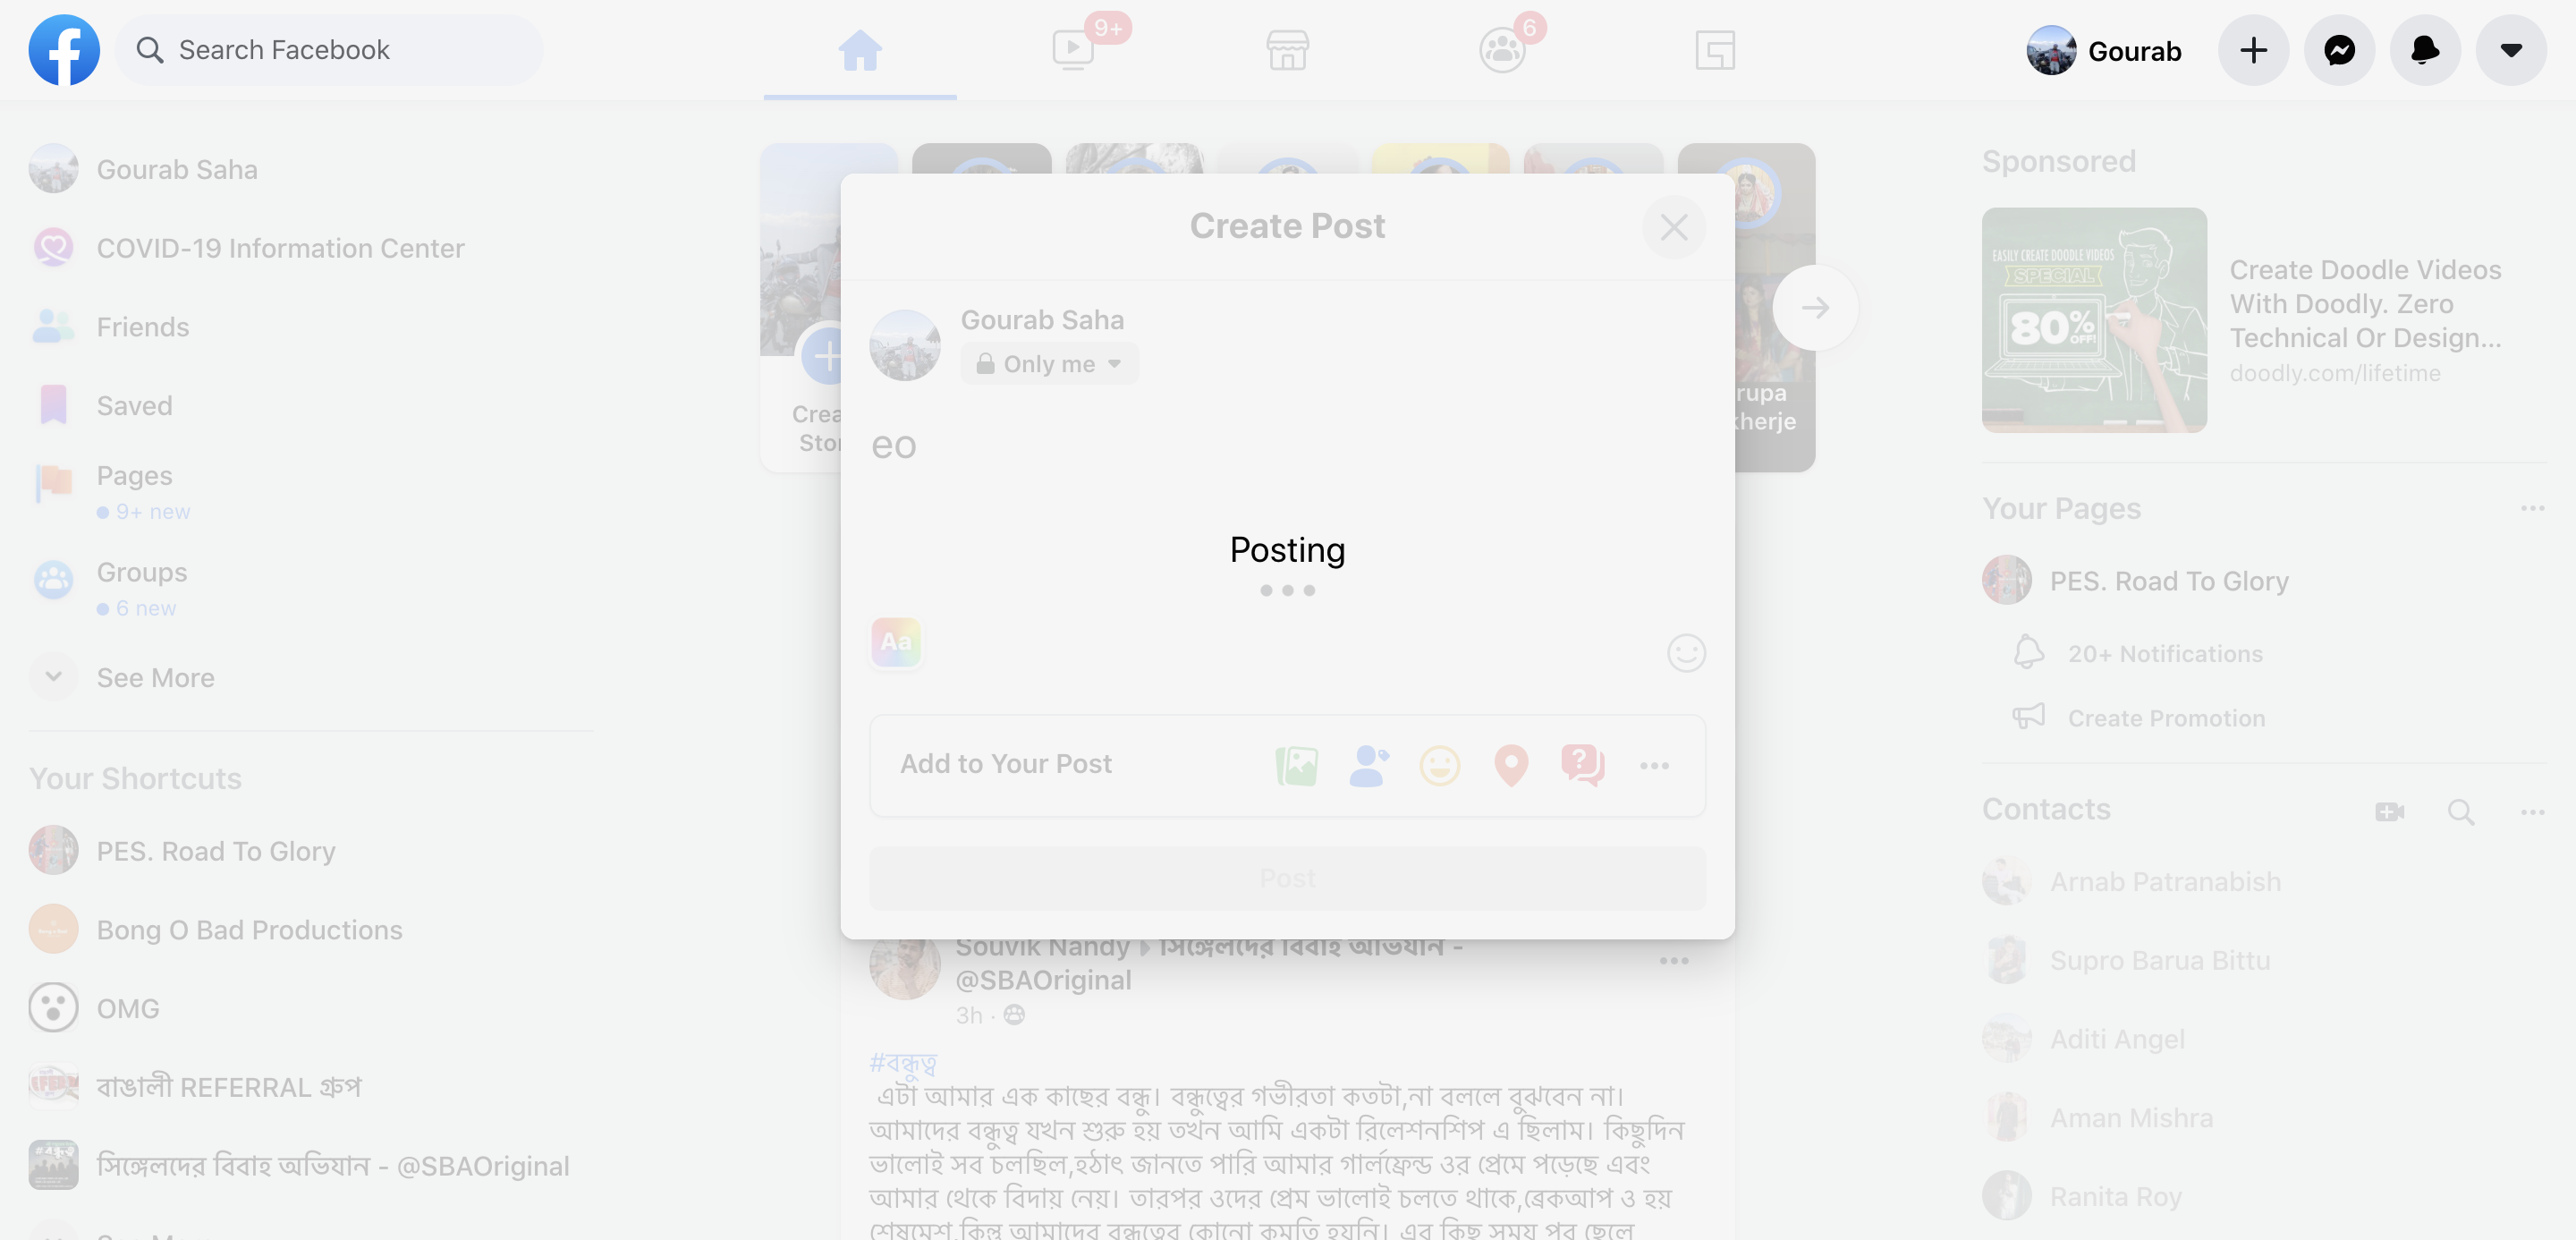 Search Facebook
9+
6
Gourab
Gourab Saha
COVID-19 Information Center
Friends
Saved
Pages
9+ new
Groups
6 new
See More
Your Shortcuts
PES. Road To Glory
Bong O Bad Productions
OMG
বাঙালী REFERRAL গ্রুপ
সিঙ্গেলদের বিবাহ অভিযান - @SBAOriginal
Create Post
Gourab Saha
Only me
eo
Posting
Aa
Add to Your Post
Post
Souvik Nandy সিঙ্গেলদের বিবাহ অভিযান -
@SBAOriginal
3h ·
#বন্ধুত্ব
এটা আমার এক কাছের বন্ধু। বন্ধুত্বের গভীরতা কতটা,না বললে বুঝবেন না।
আমাদের বন্ধুত্ব যখন শুরু হয় তখন আমি একটা রিলেশনশিপ এ ছিলাম। কিছুদিন
ভালোই সব চলছিল,হঠাৎ জানতে পারি আমার গার্লফ্রেন্ড ওর প্রেমে পড়েছে এবং
আমার থেকে বিদায় নেয়। তারপর ওদের প্রেম ভালোই চলতে থাকে,ব্রেকআপ ও হয়
শেষমেশ,কিন্তু আমাদের বন্ধুত্বের কোনো কমতি হয়নি। এর কিছু সময় পর ছেলে
Sponsored
EASILY CREATE DOODLE VIDEOS
SPECIAL
80%
OFF!
Create Doodle Videos
With Doodly. Zero
Technical Or Design...
doodly.com/lifetime
Your Pages
PES. Road To Glory
20+ Notifications
Create Promotion
Contacts
Arnab Patranabish
Supro Barua Bittu
Aditi Angel
Aman Mishra
Ranita Roy